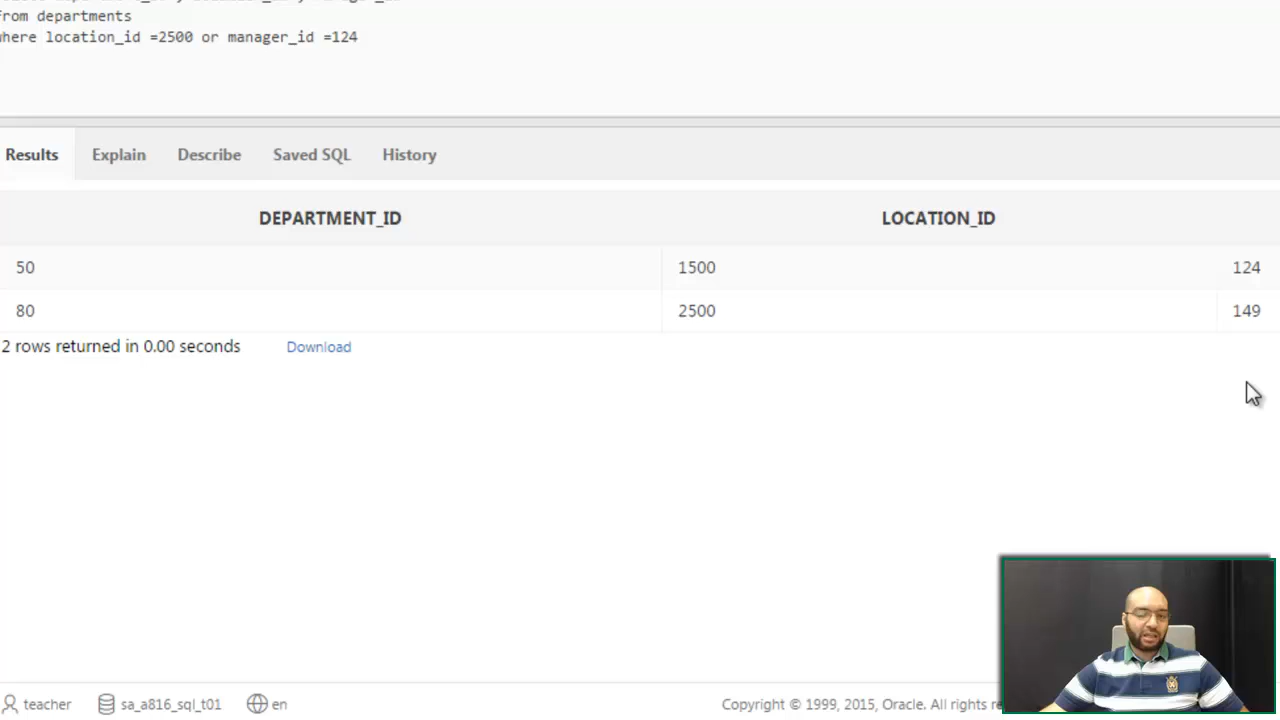 from departments
where location_id =2500 or manager_id =124
Results Explain Describe Saved SQL History
DEPARTMENT_ID LOCATION_ID
50 1500 124
80 2500 149
2 rows returned in 0.00 seconds Download
teacher sa_a816_sql_t01 en Copyright © 1999, 2015, Oracle. All rights